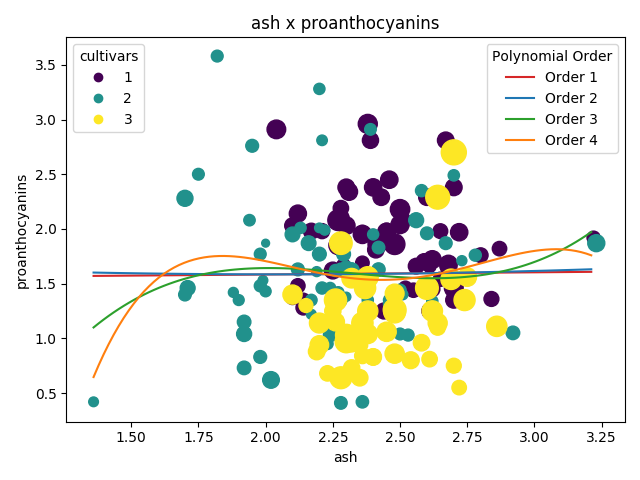 ash x proanthocyanins
cultivars
1
2
3
Polynomial Order
Order 1
Order 2
Order 3
Order 4
proanthocyanins
3.5
3.0
2.5
2.0
1.5
1.0
0.5
1.50 1.75 2.00 2.25 2.50 2.75 3.00 3.25
ash